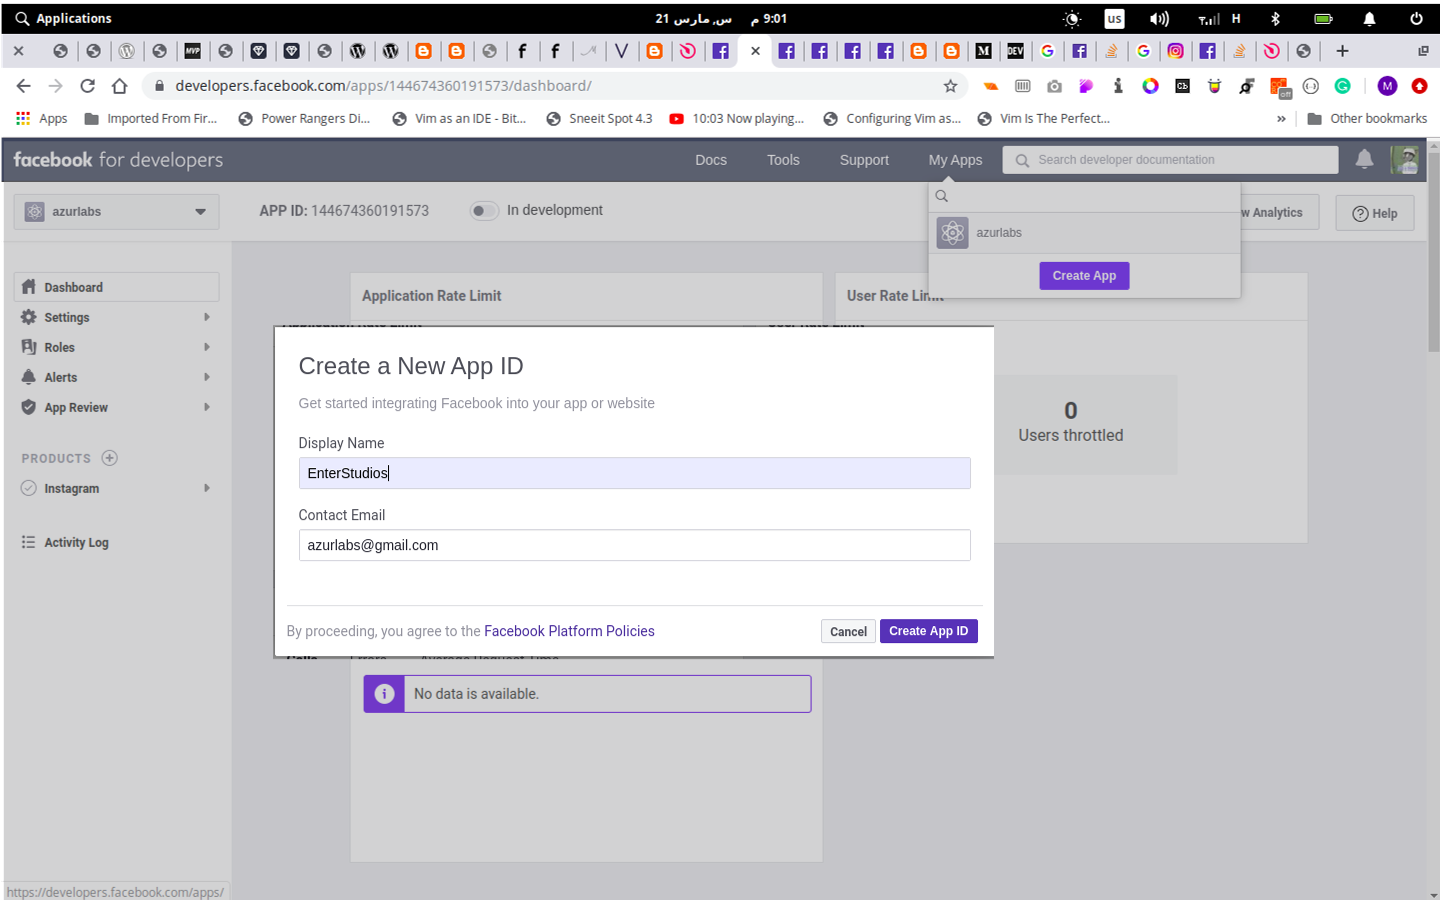 Applications
س, مارس 21 9:01 م
us
H
developers.facebook.com/apps/144674360191573/dashboard/
Apps
Imported From Fir...
Power Rangers Di...
Vim as an IDE - Bit...
Sneeit Spot 4.3
10:03 Now playing...
Configuring Vim as...
Vim Is The Perfect...
»
Other bookmarks
facebook for developers
Docs
Tools
Support
My Apps
Search developer documentation
azurlabs
APP ID: 144674360191573
In development
azurlabs
Create App
w Analytics
Help
Dashboard
Settings
Roles
Alerts
App Review
PRODUCTS
Instagram
Activity Log
Application Rate Limit
User Rate Limit
Create a New App ID
Get started integrating Facebook into your app or website
Display Name
EnterStudios
Contact Email
azurlabs@gmail.com
By proceeding, you agree to the Facebook Platform Policies
Cancel
Create App ID
0
Users throttled
No data is available.
https://developers.facebook.com/apps/